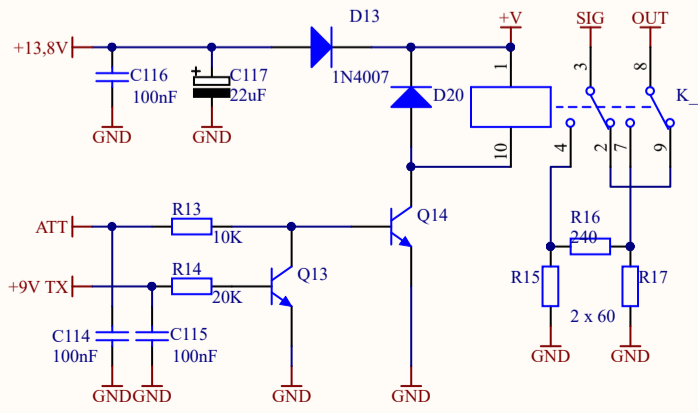 D13
+V
SIG
OUT
+13,8V
C116
100nF
C117
22uF
+
1N4007
D20
1
10
3
8
K_
4
2
7
9
GND
GND
ATT
R13
10K
Q14
R16
240
+9V TX
R14
20K
Q13
R15
R17
2 x 60
C114
100nF
C115
100nF
GND
GND
GND
GND
GND
GND